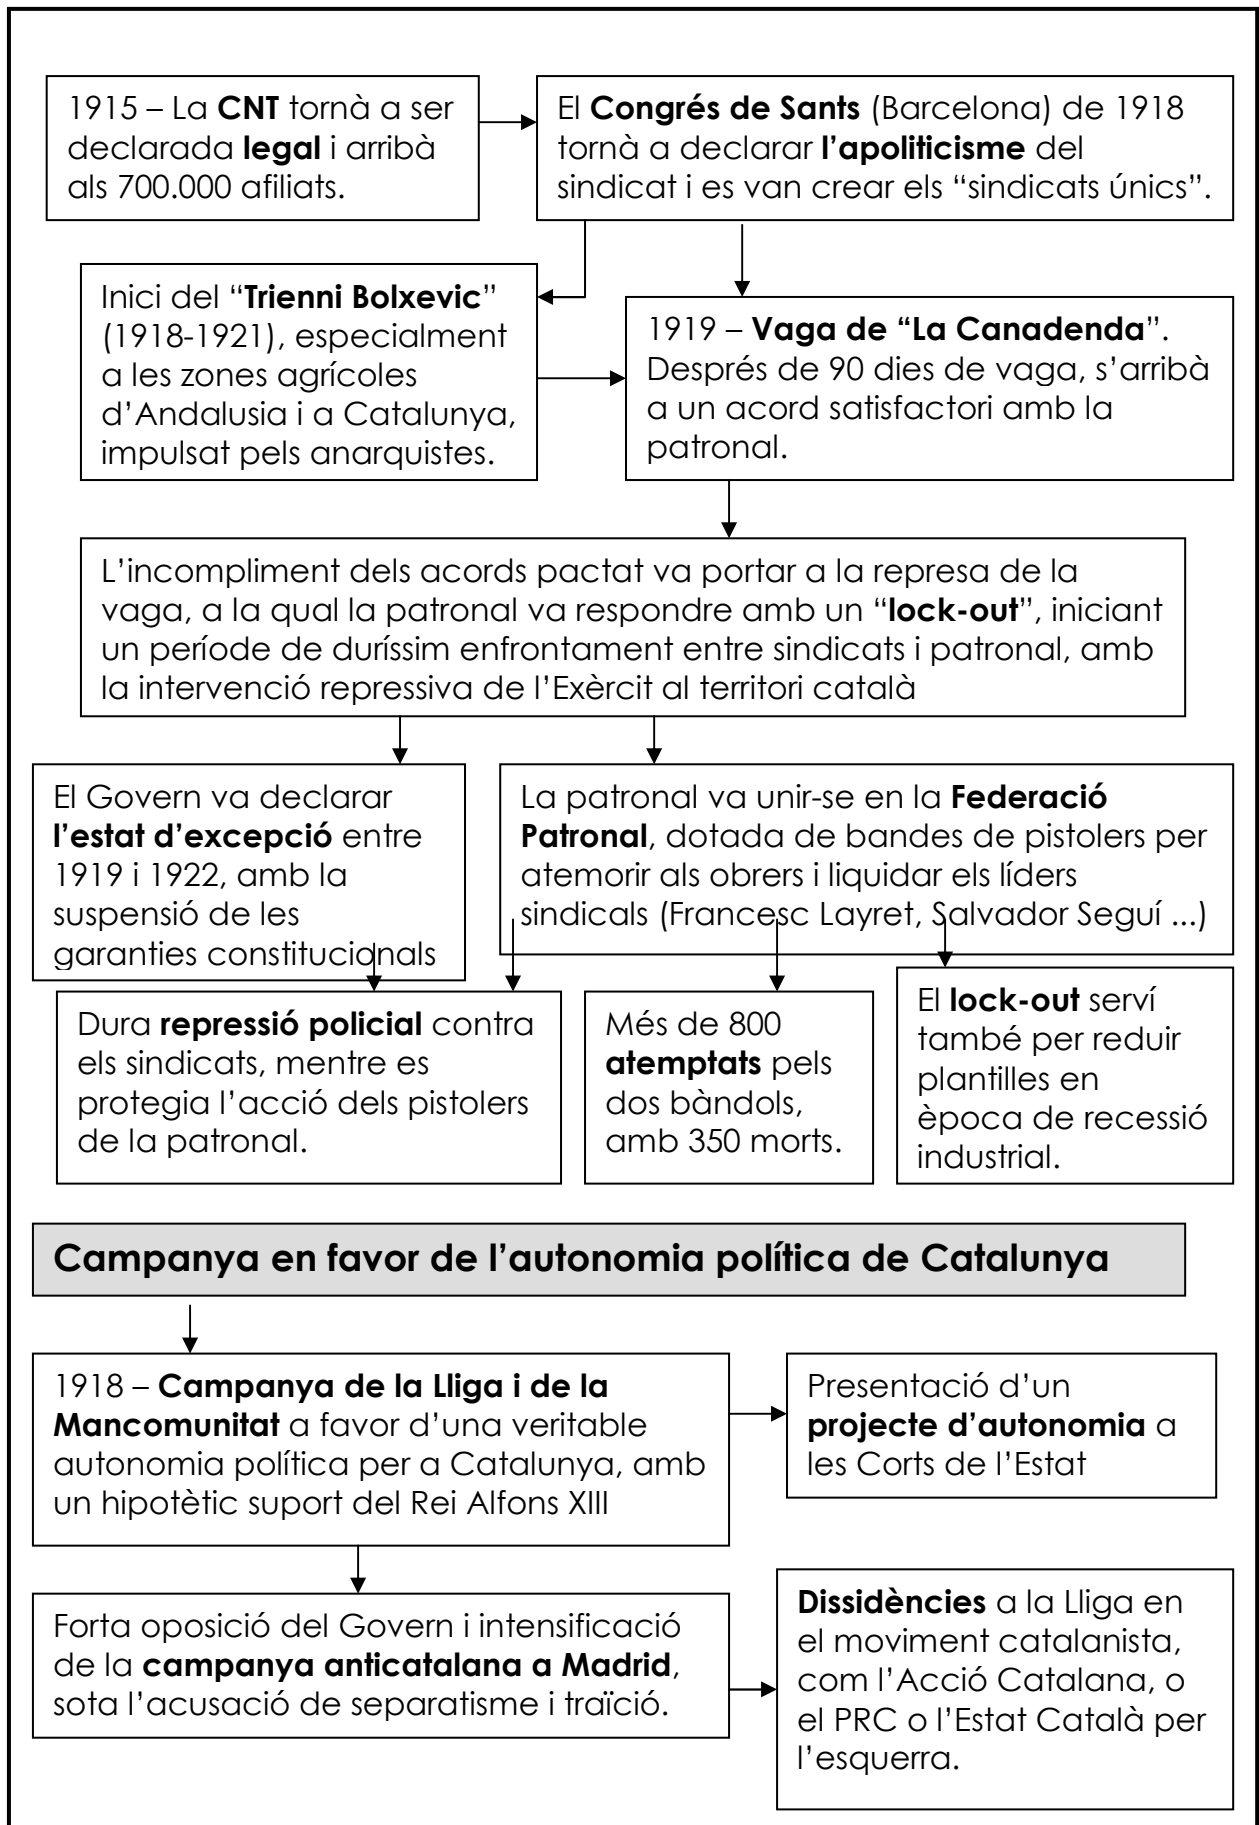 1915 – La CNT tornà a ser
declarada legal i arribà
als 700.000 afiliats.
El Congrés de Sants (Barcelona) de 1918
tornà a declarar l’apoliticisme del
sindicat i es van crear els “sindicats únics”.
Inici del “Trienni Bolxevic”
(1918-1921), especialment
a les zones agrícoles
d’Andalusia i a Catalunya,
impulsat pels anarquistes.
1919 – Vaga de “La Canadenda”.
Després de 90 dies de vaga, s’arribà
a un acord satisfactori amb la
patronal.
L’incompliment dels acords pactat va portar a la represa de la
vaga, a la qual la patronal va respondre amb un “lock-out”, iniciant
un període de duríssim enfrontament entre sindicats i patronal, amb
la intervenció repressiva de l’Exèrcit al territori català
El Govern va declarar
l’estat d’excepció entre
1919 i 1922, amb la
suspensió de les
garanties constitucionals
La patronal va unir-se en la Federació
Patronal, dotada de bandes de pistolers per
atemorir als obrers i liquidar els líders
sindicals (Francesc Layret, Salvador Seguí ...)
Dura repressió policial contra
els sindicats, mentre es
protegia l’acció dels pistolers
de la patronal.
Més de 800
atemptats pels
dos bàndols,
amb 350 morts.
El lock-out serví
també per reduir
plantilles en
època de recessió
industrial.
Campanya en favor de l’autonomia política de Catalunya
1918 – Campanya de la Lliga i de la
Mancomunitat a favor d’una veritable
autonomia política per a Catalunya, amb
un hipotètic suport del Rei Alfons XIII
Presentació d’un
projecte d’autonomia a
les Corts de l’Estat
Forta oposició del Govern i intensificació
de la campanya anticatalana a Madrid,
sota l’acusació de separatisme i traïció.
Dissidències a la Lliga en
el moviment catalanista,
com l’Acció Catalana, o
el PRC o l’Estat Català per
l’esquerra.